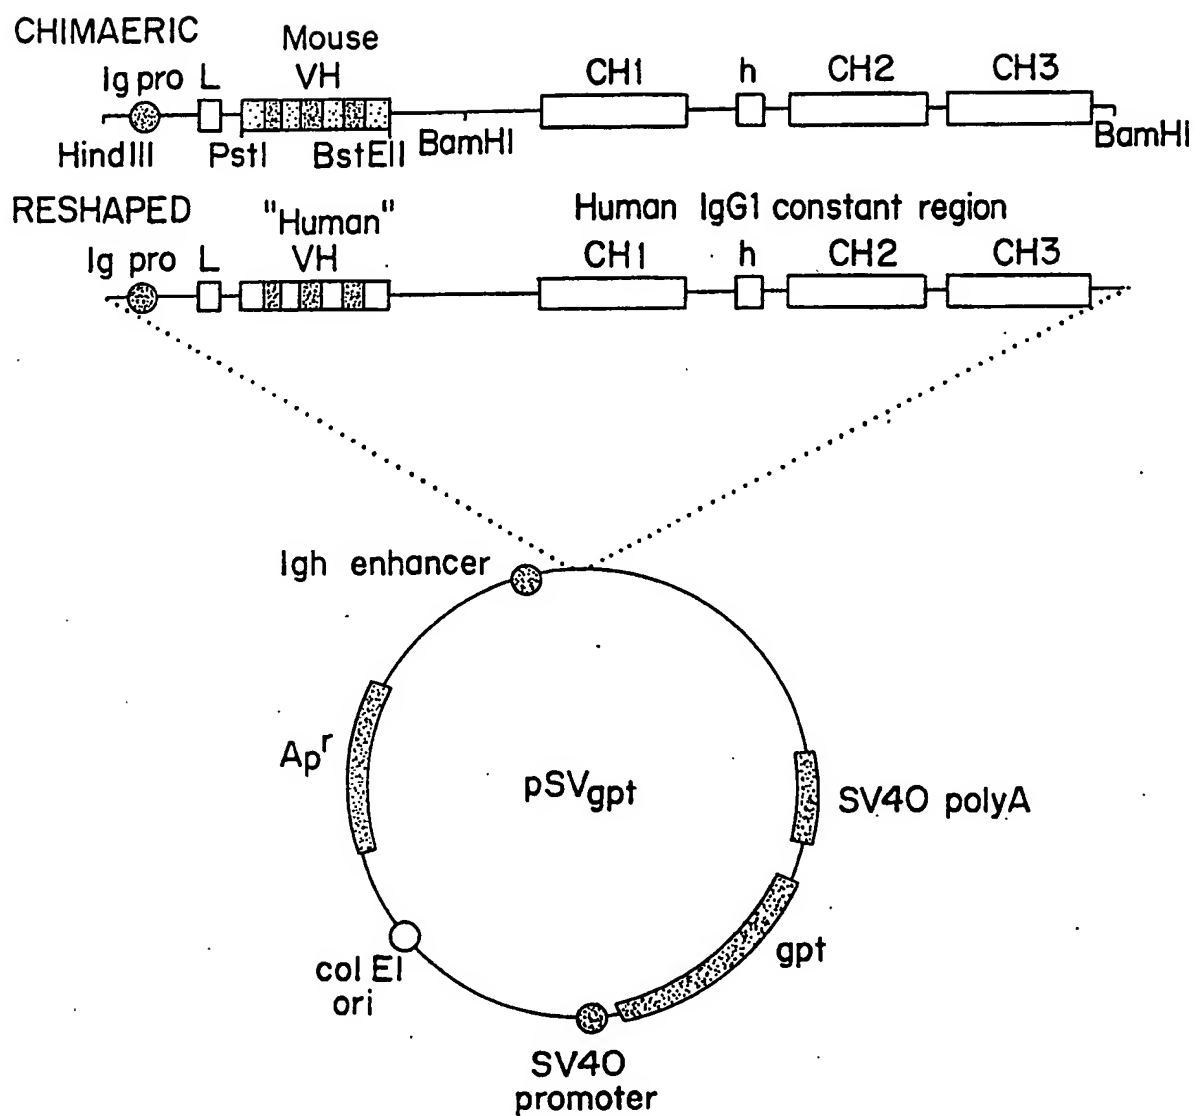 CHIMAERIC
Mouse
Ig pro L VH CH1 h CH2 CH3
HindIII PstI BstEII BamHI BamHI
RESHAPED "Human" Human IgG1 constant region
Ig pro L VH CH1 h CH2 CH3
Igh enhancer
Apr
pSVgpt
SV40 polyA
gpt
col EI
ori
SV40
promoter